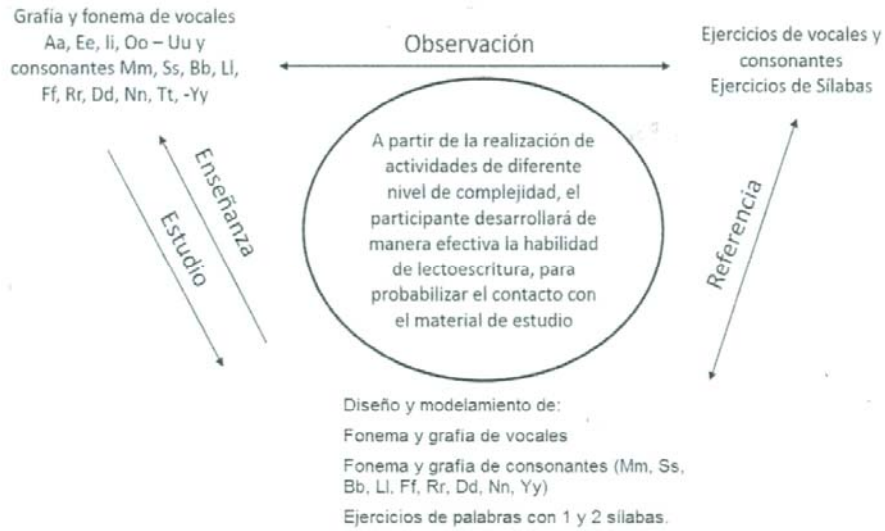 Grafía y fonema de vocales
Aa, Ee, Ii, Oo – Uu y
consonantes Mm, Ss, Bb, Ll,
Ff, Rr, Dd, Nn, Tt, -Yy
Observación
Ejercicios de vocales y
consonantes
Ejercicios de Sílabas
Enseñanza
Estudio
A partir de la realización de
actividades de diferente
nivel de complejidad, el
participante desarrollará de
manera efectiva la habilidad
de lectoescritura, para
probabilizar el contacto con
el material de estudio
Referencia
Diseño y modelamiento de:
Fonema y grafía de vocales
Fonema y grafía de consonantes (Mm, Ss,
Bb, Ll, Ff, Rr, Dd, Nn, Yy)
Ejercicios de palabras con 1 y 2 sílabas.